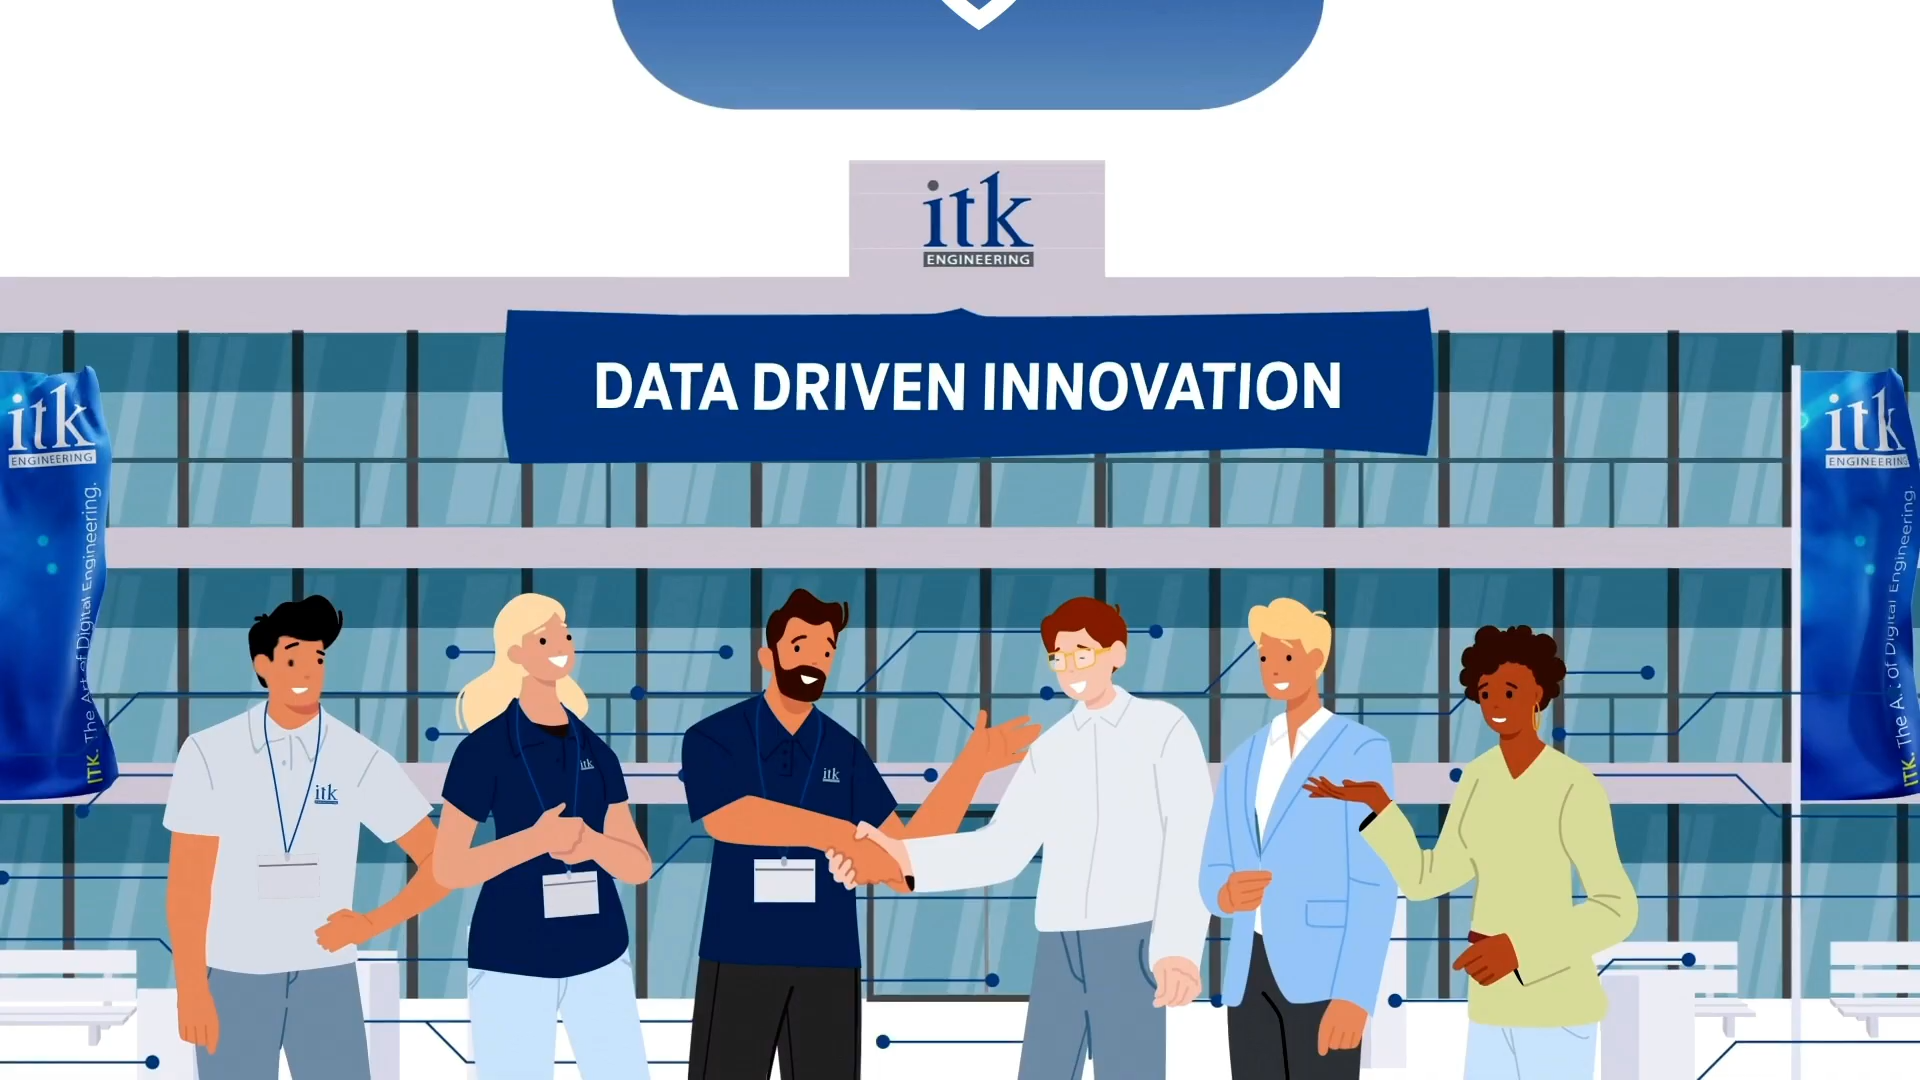 itk
ENGINEERING
DATA DRIVEN INNOVATION
itk
ENGINEERING
ITK. The Art of Digital Engineering.
itk
ENGINEERING
ITK. The Art of Digital Engineering.
itk
itk
itk